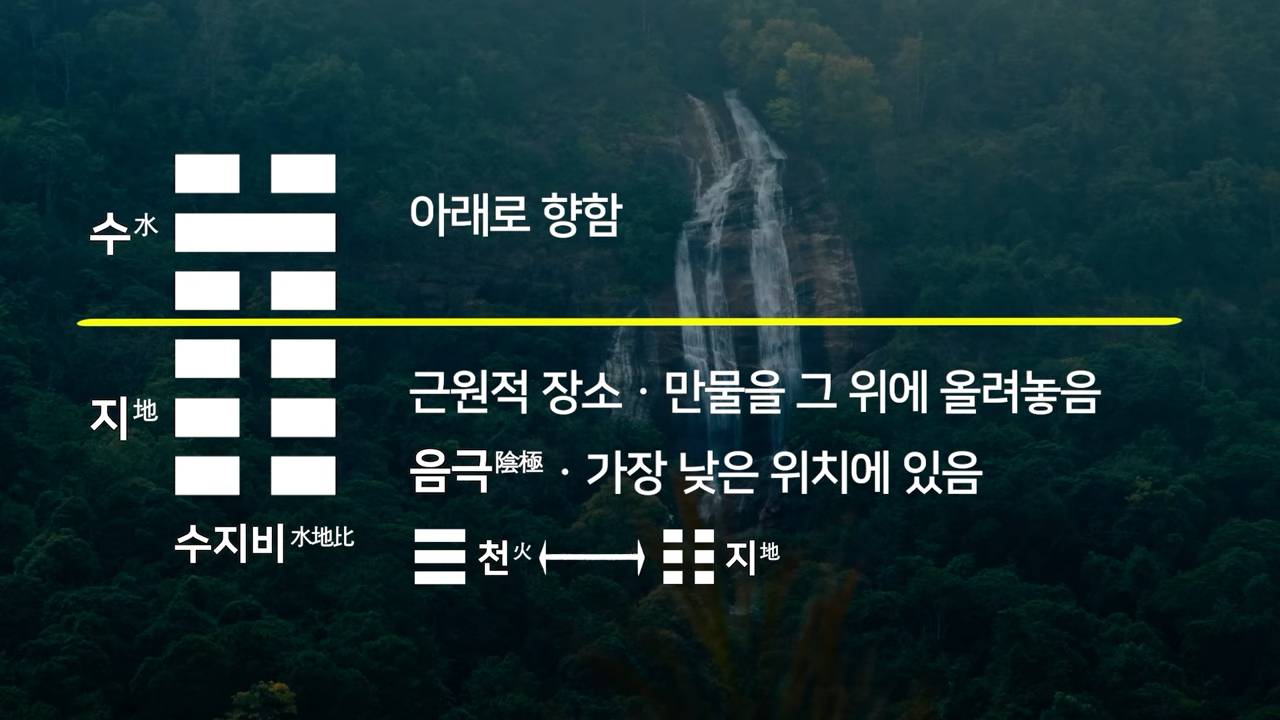 수水
아래로 향함
지地
근원적 장소 · 만물을 그 위에 올려놓음
음극陰極 · 가장 낮은 위치에 있음
수지비水地比
천火 지地